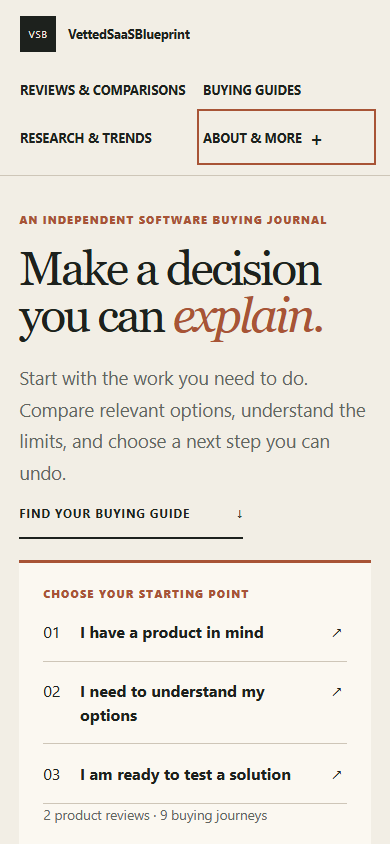 VSB VettedSaaSBlueprint
REVIEWS & COMPARISONS BUYING GUIDES
RESEARCH & TRENDS ABOUT & MORE +
AN INDEPENDENT SOFTWARE BUYING JOURNAL
Make a decision
you can explain.
Start with the work you need to do.
Compare relevant options, understand the
limits, and choose a next step you can
undo.
FIND YOUR BUYING GUIDE ↓
CHOOSE YOUR STARTING POINT
01 I have a product in mind ↗
02 I need to understand my ↗
options
03 I am ready to test a solution ↗
2 product reviews · 9 buying journeys